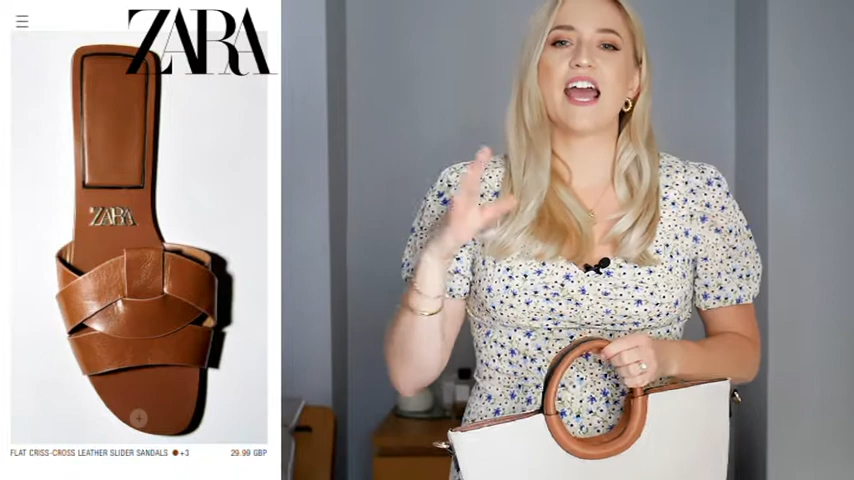 ZARA
ZARA
FLAT CRISS-CROSS LEATHER SLIDER SANDALS +3
29.99 GBP